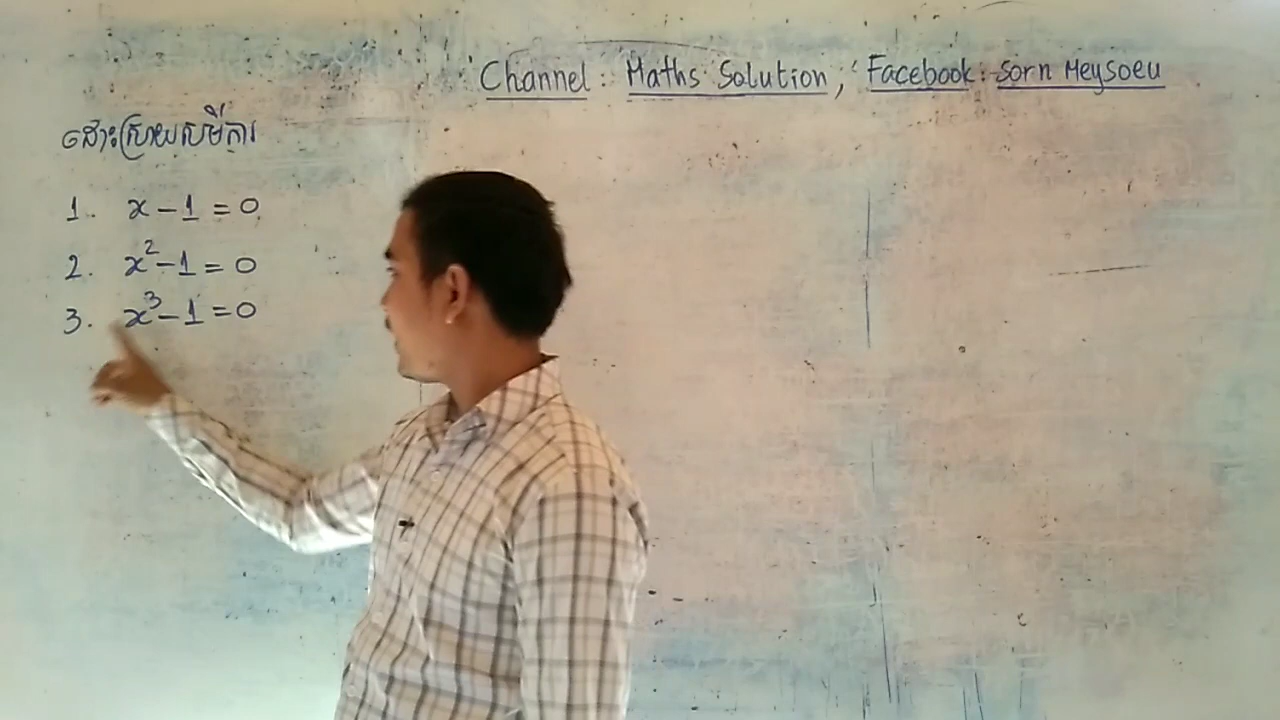 Channel : Maths Solution, Facebook : Sorn Meysoeu
ដោះស្រាយសមីការ
1. x - 1 = 0
2. x² - 1 = 0
3. x³ - 1 = 0